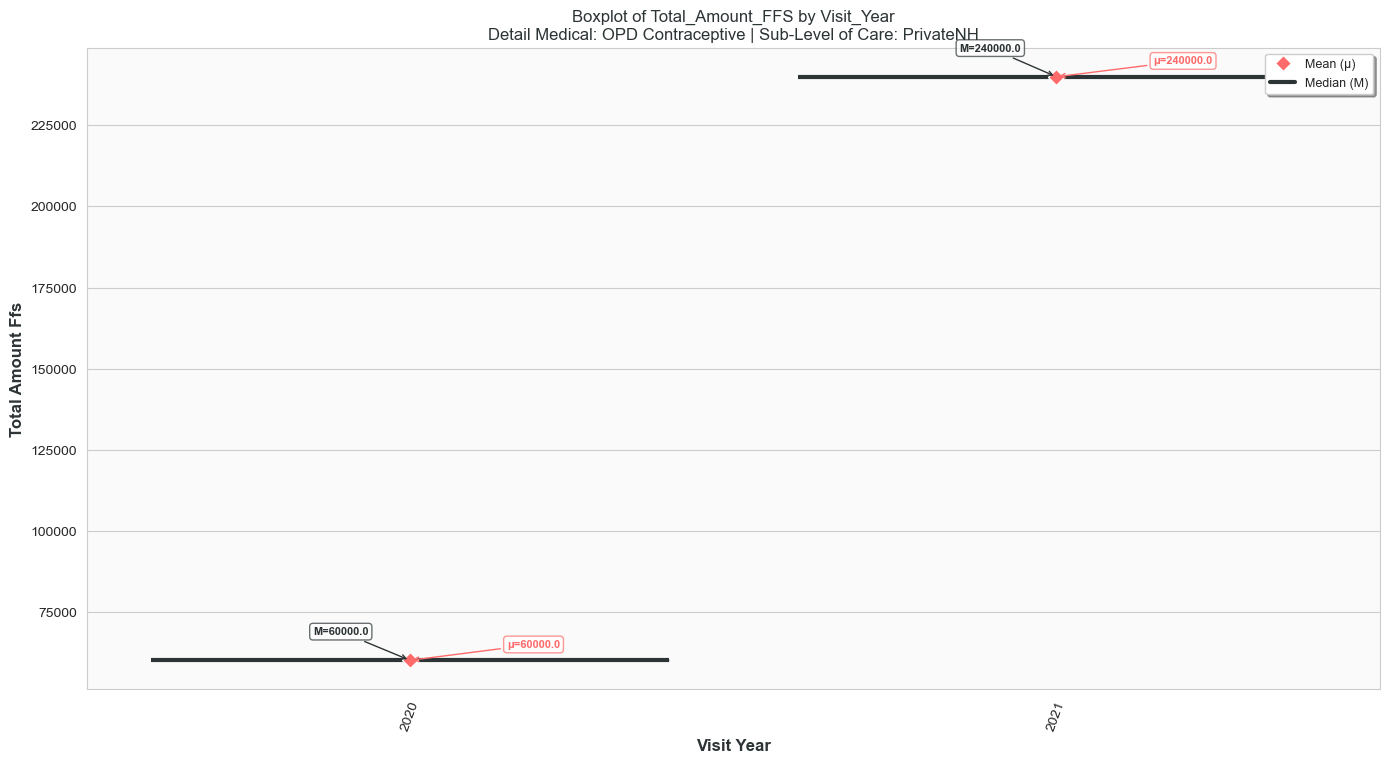 Boxplot of Total_Amount_FFS by Visit_Year
Detail Medical: OPD Contraceptive | Sub-Level of Care: PrivateNH
M=240000.0
μ=240000.0
Mean (μ)
Median (M)
225000
200000
175000
150000
125000
100000
75000
Total Amount Ffs
M=60000.0
μ=60000.0
2020
2021
Visit Year